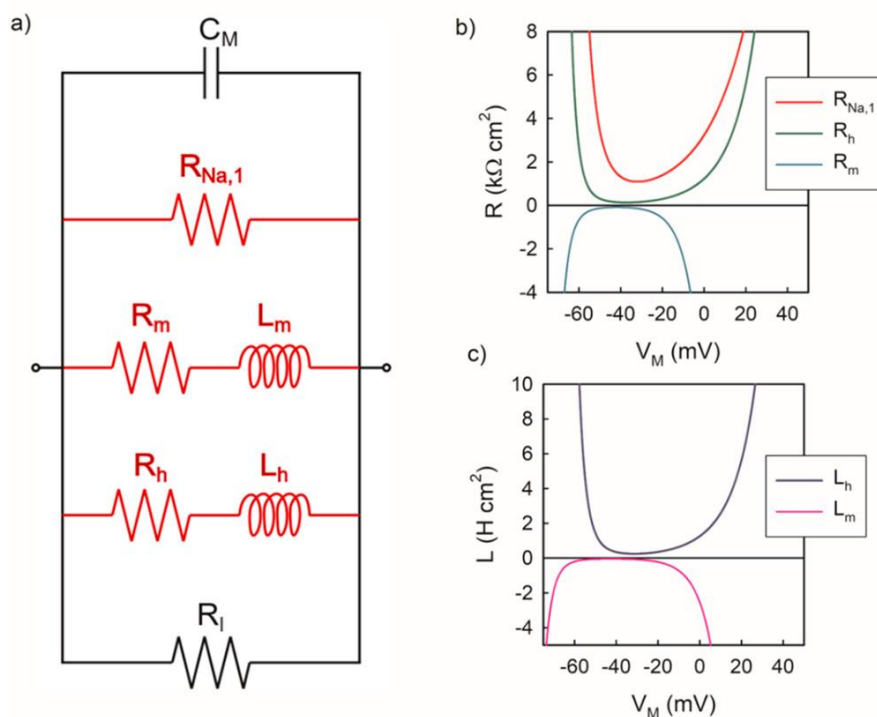 a)
C_M
R_Na,1
R_m
L_m
R_h
L_h
R_l
b)
8
6
4
2
0
-2
-4
R (kΩ cm²)
-60 -40 -20 0 20 40
V_M (mV)
R_Na,1
R_h
R_m
c)
10
8
6
4
2
0
-2
-4
L (H cm²)
-60 -40 -20 0 20 40
V_M (mV)
L_h
L_m